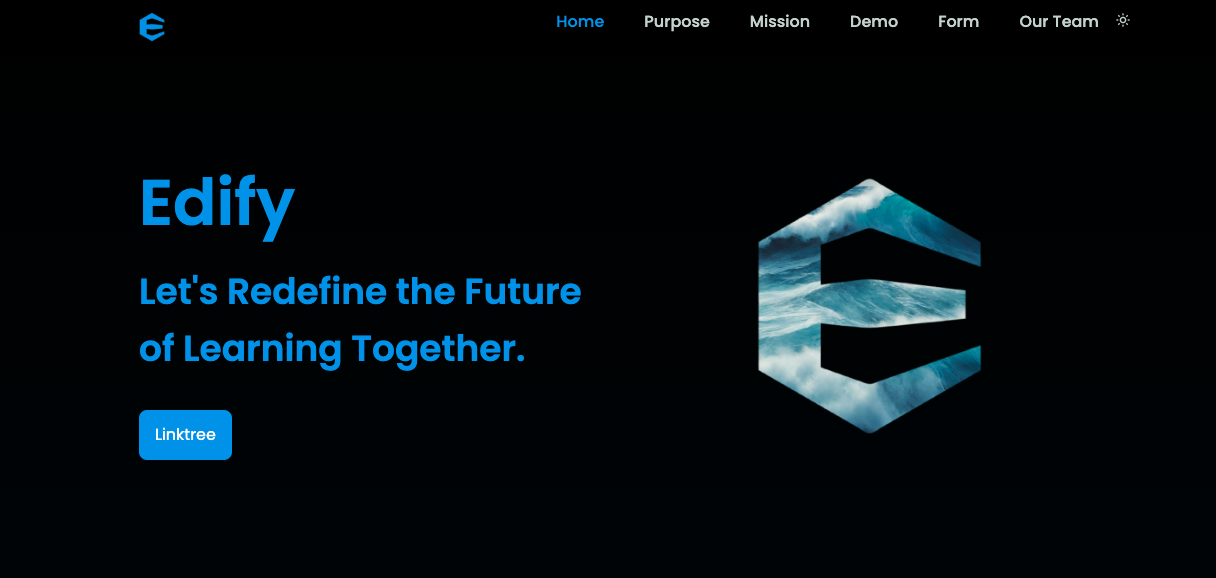 Home Purpose Mission Demo Form Our Team
Edify
Let's Redefine the Future
of Learning Together.
Linktree